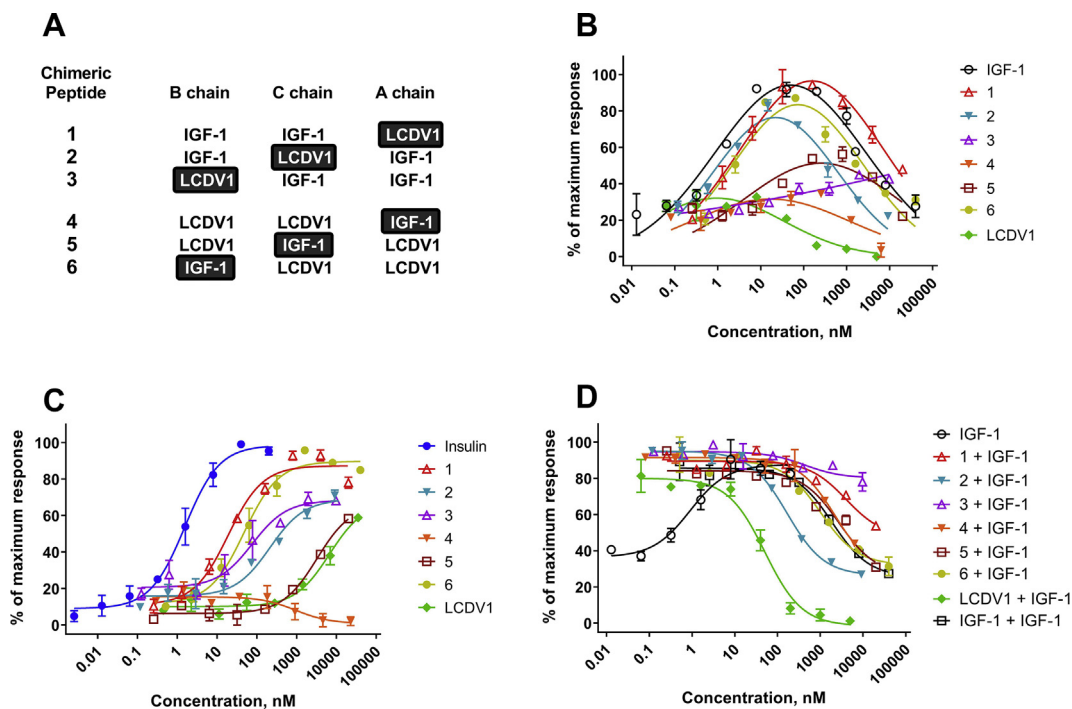 A
Chimeric
Peptide B chain C chain A chain
1 IGF-1 IGF-1 LCDV1
2 IGF-1 LCDV1 IGF-1
3 LCDV1 IGF-1 IGF-1
4 LCDV1 LCDV1 IGF-1
5 LCDV1 IGF-1 LCDV1
6 IGF-1 LCDV1 LCDV1
B
% of maximum response
100
80
60
40
20
0
0.01 0.1 1 10 100 1000 10000 100000
Concentration, nM
IGF-1
1
2
3
4
5
6
LCDV1
C
% of maximum response
100
80
60
40
20
0
0.01 0.1 1 10 100 1000 10000 100000
Concentration, nM
Insulin
1
2
3
4
5
6
LCDV1
D
% of maximum response
100
80
60
40
20
0
0.01 0.1 1 10 100 1000 10000 100000
Concentration, nM
IGF-1
1 + IGF-1
2 + IGF-1
3 + IGF-1
4 + IGF-1
5 + IGF-1
6 + IGF-1
LCDV1 + IGF-1
IGF-1 + IGF-1